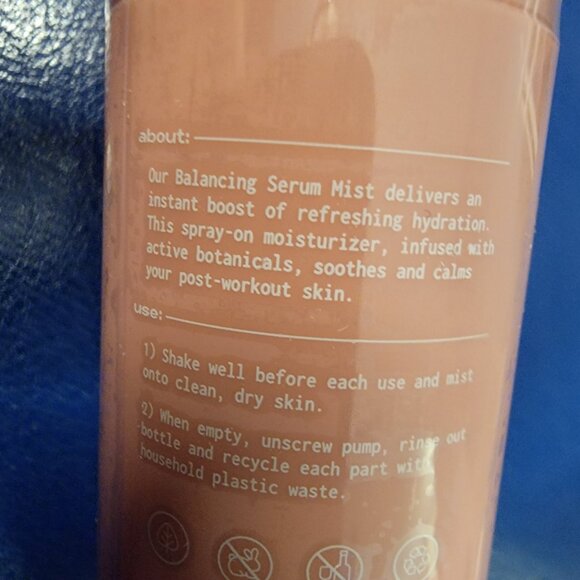 about:
Our Balancing Serum Mist delivers an
instant boost of refreshing hydration.
This spray-on moisturizer, infused with
active botanicals, soothes and calms
your post-workout skin.
use:
1) Shake well before each use and mist
onto clean, dry skin.
2) When empty, unscrew pump, rinse out
bottle and recycle each part with
household plastic waste.